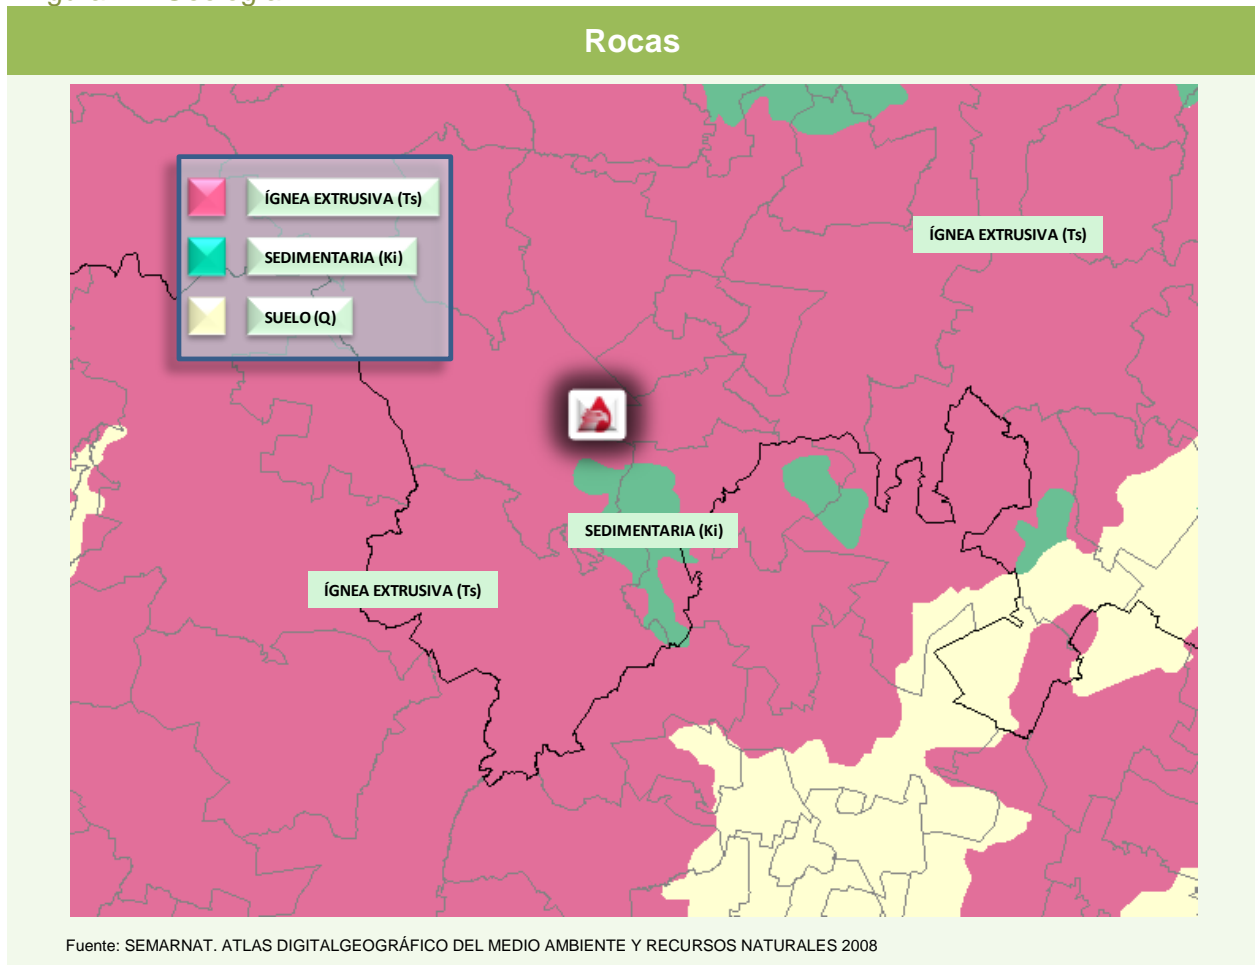 Rocas
ÍGNEA EXTRUSIVA (Ts)
SEDIMENTARIA (Ki)
SUELO (Q)
ÍGNEA EXTRUSIVA (Ts)
SEDIMENTARIA (Ki)
ÍGNEA EXTRUSIVA (Ts)
Fuente: SEMARNAT. ATLAS DIGITALGEOGRÁFICO DEL MEDIO AMBIENTE Y RECURSOS NATURALES 2008